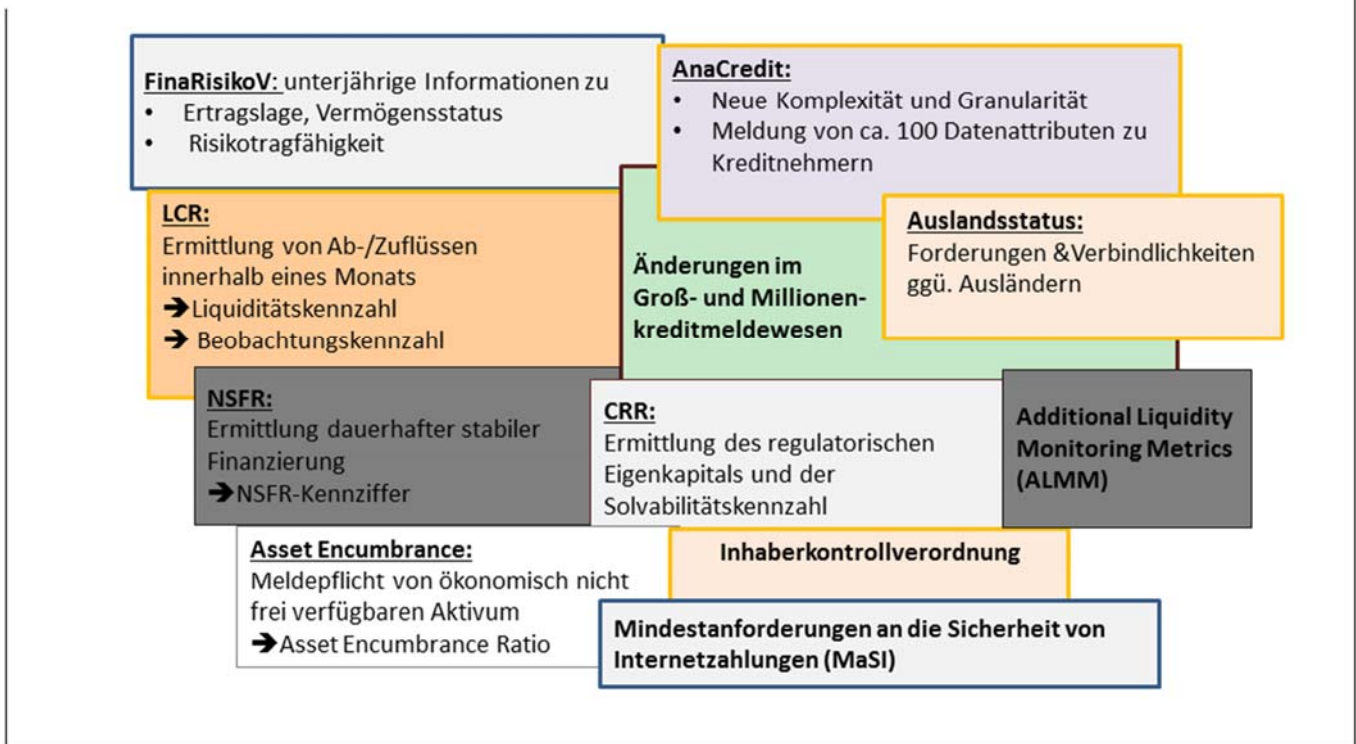 FinaRisikoV: unterjährige Informationen zu
• Ertragslage, Vermögensstatus
• Risikotragfähigkeit
AnaCredit:
• Neue Komplexität und Granularität
• Meldung von ca. 100 Datenattributen zu
Kreditnehmern
LCR:
Ermittlung von Ab-/Zuflüssen
innerhalb eines Monats
➔Liquiditätskennzahl
➔ Beobachtungskennzahl
Änderungen im
Groß- und Millionen-
kreditmeldewesen
Auslandsstatus:
Forderungen &Verbindlichkeiten
ggü. Ausländern
NSFR:
Ermittlung dauerhafter stabiler
Finanzierung
➔NSFR-Kennziffer
CRR:
Ermittlung des regulatorischen
Eigenkapitals und der
Solvabilitätskennzahl
Additional Liquidity
Monitoring Metrics
(ALMM)
Asset Encumbrance:
Meldepflicht von ökonomisch nicht
frei verfügbaren Aktivum
➔Asset Encumbrance Ratio
Inhaberkontrollverordnung
Mindestanforderungen an die Sicherheit von
Internetzahlungen (MaSI)